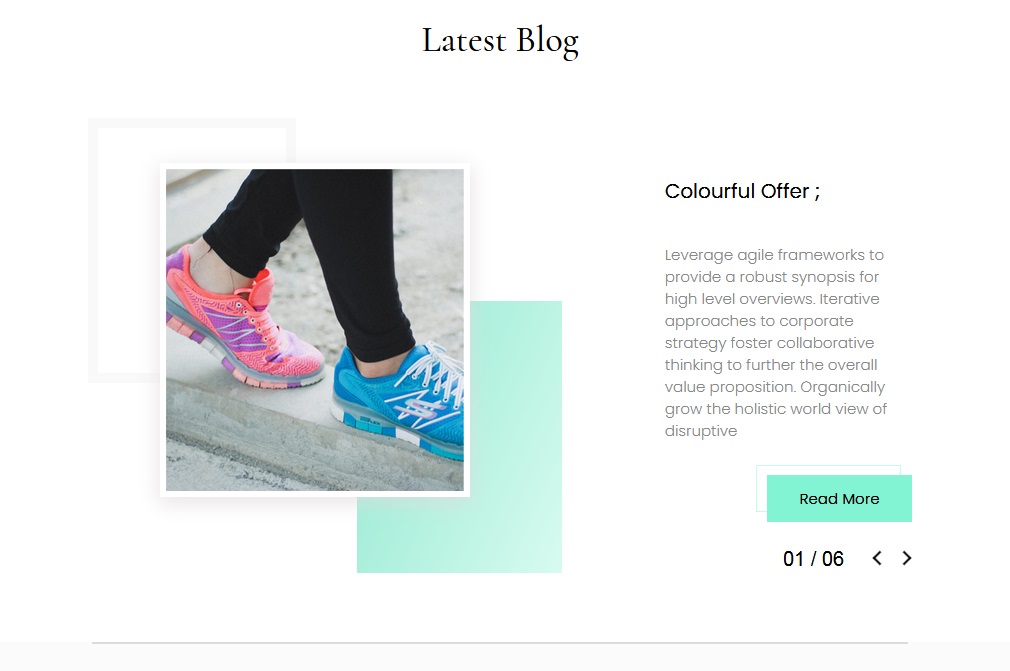 Latest Blog
Colourful Offer ;
Leverage agile frameworks to
provide a robust synopsis for
high level overviews. Iterative
approaches to corporate
strategy foster collaborative
thinking to further the overall
value proposition. Organically
grow the holistic world view of
disruptive
Read More
01 / 06